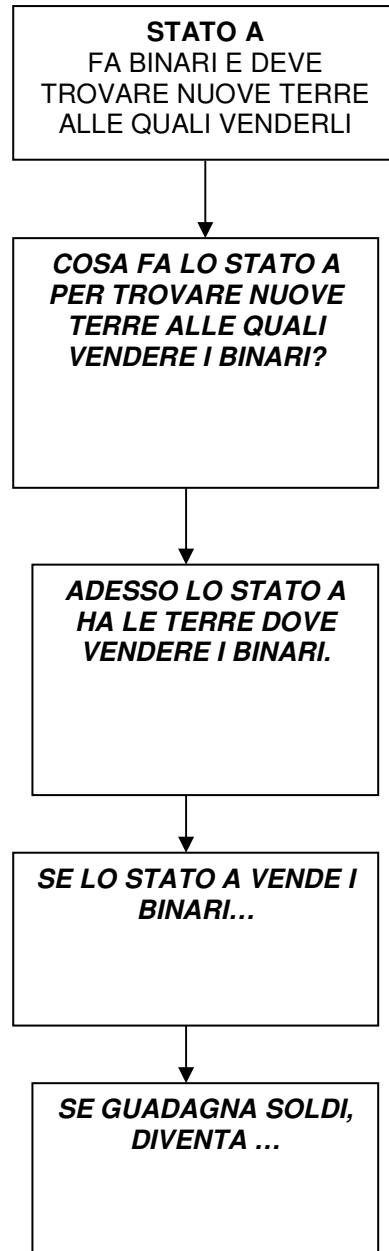 STATO A
FA BINARI E DEVE
TROVARE NUOVE TERRE
ALLE QUALI VENDERLI
COSA FA LO STATO A
PER TROVARE NUOVE
TERRE ALLE QUALI
VENDERE I BINARI?
ADESSO LO STATO A
HA LE TERRE DOVE
VENDERE I BINARI.
SE LO STATO A VENDE I
BINARI…
SE GUADAGNA SOLDI,
DIVENTA …